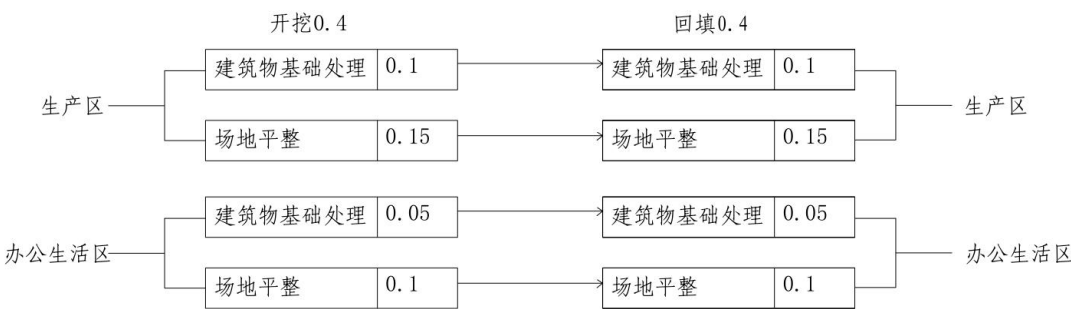 开挖0.4 回填0.4
建筑物基础处理 0.1 建筑物基础处理 0.1
生产区 生产区
场地平整 0.15 场地平整 0.15
建筑物基础处理 0.05 建筑物基础处理 0.05
办公生活区 办公生活区
场地平整 0.1 场地平整 0.1